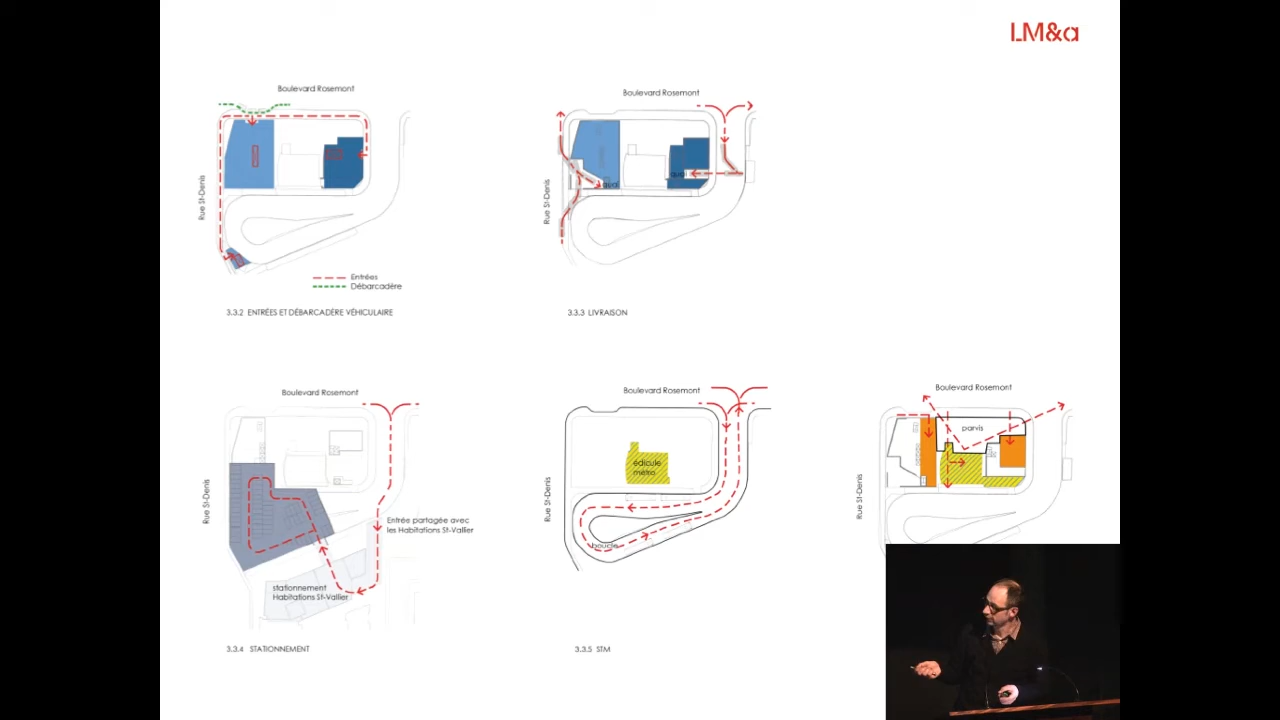 LM&a
Boulevard Rosemont
Rue St-Denis
Entrées
Débarcadère
3.3.2 ENTRÉES ET DÉBARCADÈRE VÉHICULAIRE
Boulevard Rosemont
Rue St-Denis
quai
quai
3.3.3 LIVRAISON
Boulevard Rosemont
Rue St-Denis
Entrée partagée avec
les Habitations St-Vallier
stationnement
Habitations St-Vallier
3.3.4 STATIONNEMENT
Boulevard Rosemont
Rue St-Denis
édicule
métro
boucle
3.3.5 STM
Boulevard Rosemont
Rue St-Denis
parvis